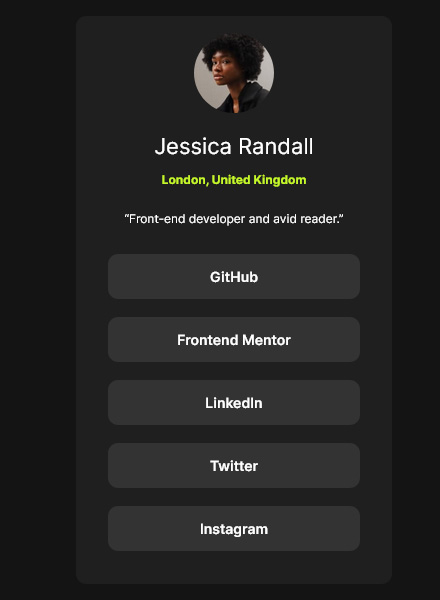 Jessica Randall
London, United Kingdom
“Front-end developer and avid reader.”
GitHub
Frontend Mentor
LinkedIn
Twitter
Instagram